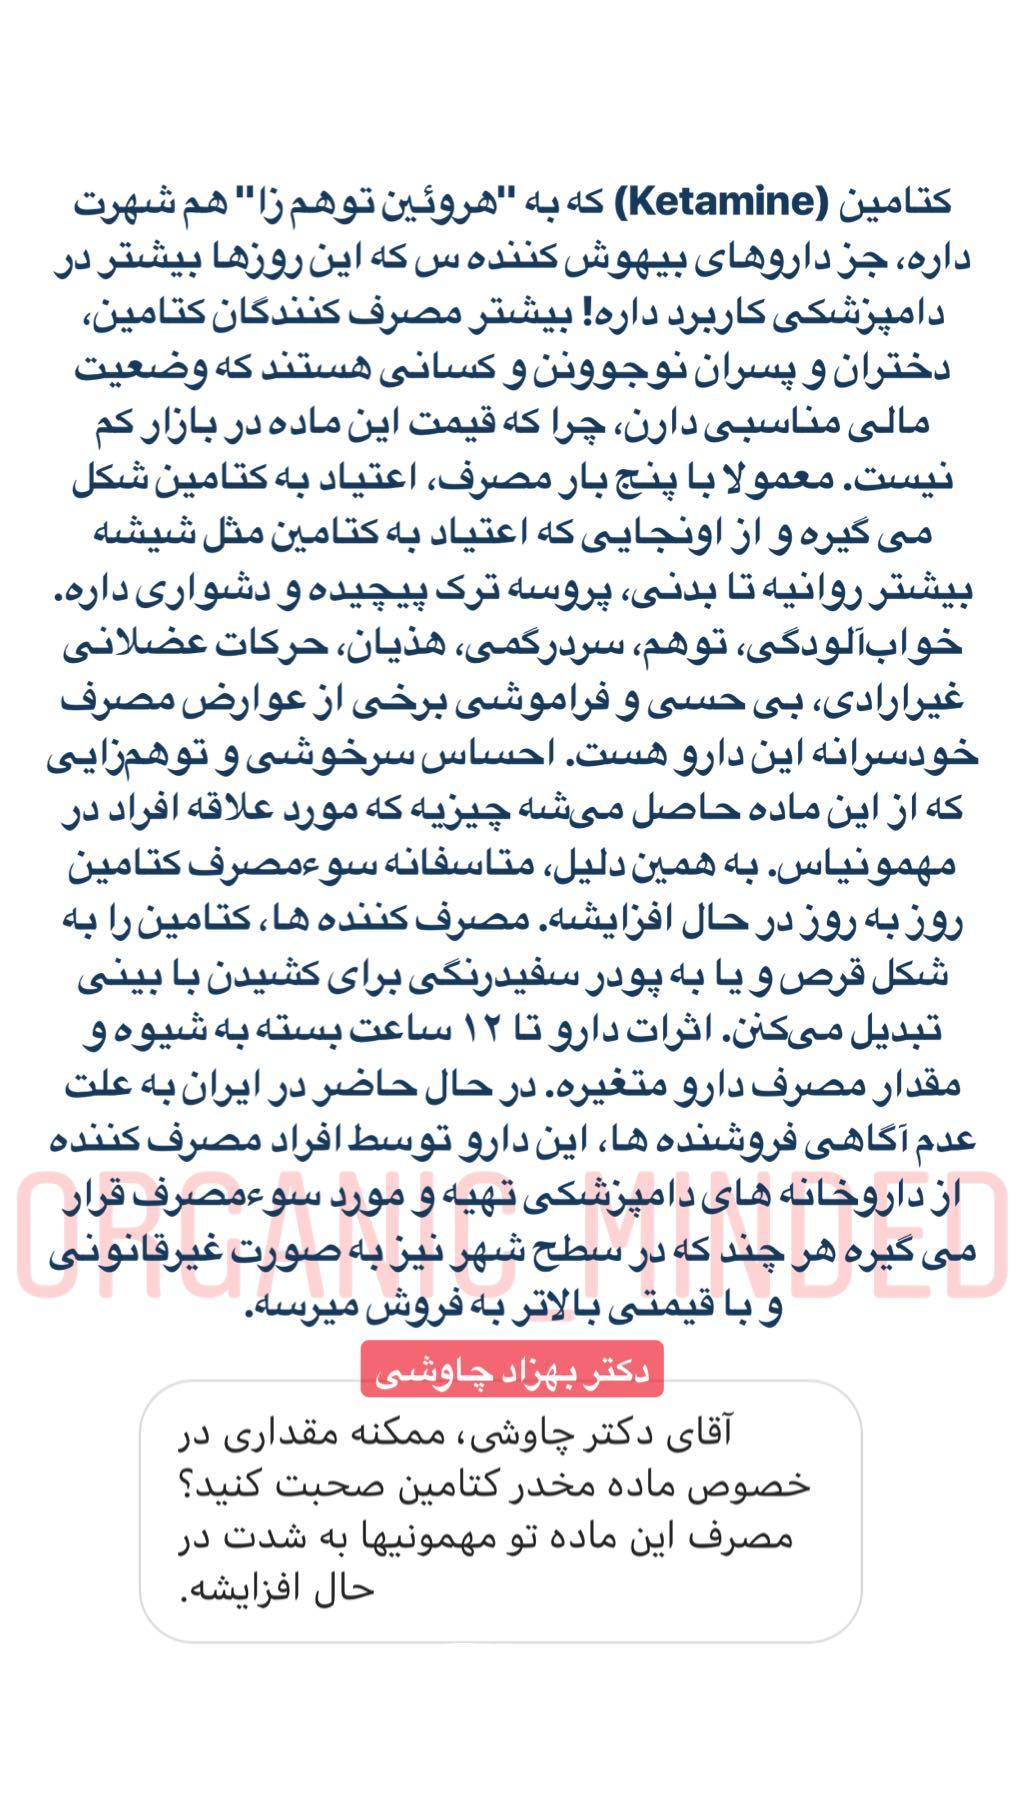 کتامین (Ketamine) که به "هروئین توهم زا" هم شهرت
داره، جز داروهای بیهوش کننده س که این روزها بیشتر در
دامپزشکی کاربرد داره! بیشتر مصرف کنندگان کتامین،
دختران و پسران نوجوونن و کسانی هستند که وضعیت
مالی مناسبی دارن، چرا که قیمت این ماده در بازار کم
نیست. معمولا با پنج بار مصرف، اعتیاد به کتامین شکل
می گیره و از اونجایی که اعتیاد به کتامین مثل شیشه
بیشتر روانیه تا بدنی، پروسه ترک پیچیده و دشواری داره.
خواب‌آلودگی، توهم، سردرگمی، هذیان، حرکات عضلانی
غیرارادی، بی حسی و فراموشی برخی از عوارض مصرف
خودسرانه این دارو هست. احساس سرخوشی و توهم‌زایی
که از این ماده حاصل می‌شه چیزیه که مورد علاقه افراد در
مهمونیاس. به همین دلیل، متاسفانه سوءمصرف کتامین
روز به روز در حال افزایشه. مصرف کننده ها، کتامین را به
شکل قرص و یا به پودر سفیدرنگی برای کشیدن با بینی
تبدیل می‌کنن. اثرات دارو تا ۱۲ ساعت بسته به شیوه و
مقدار مصرف دارو متغیره. در حال حاضر در ایران به علت
عدم آگاهی فروشنده ها، این دارو توسط افراد مصرف کننده
از داروخانه های دامپزشکی تهیه و مورد سوءمصرف قرار
می گیره هر چند که در سطح شهر نیز به صورت غیرقانونی
و با قیمتی بالاتر به فروش میرسه.
ORGANIC_MINDED
دکتر بهزاد چاوشی
آقای دکتر چاوشی، ممکنه مقداری در
خصوص ماده مخدر کتامین صحبت کنید؟
مصرف این ماده تو مهمونیها به شدت در
حال افزایشه.